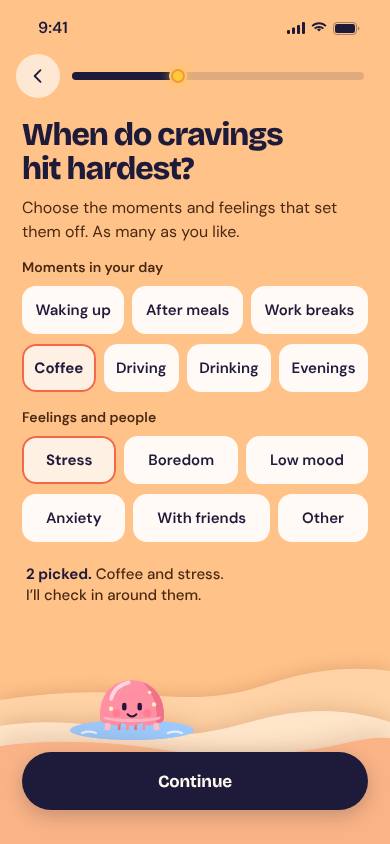 9:41
When do cravings
hit hardest?
Choose the moments and feelings that set
them off. As many as you like.
Moments in your day
Waking up After meals Work breaks
Coffee Driving Drinking Evenings
Feelings and people
Stress Boredom Low mood
Anxiety With friends Other
2 picked. Coffee and stress.
I’ll check in around them.
Continue